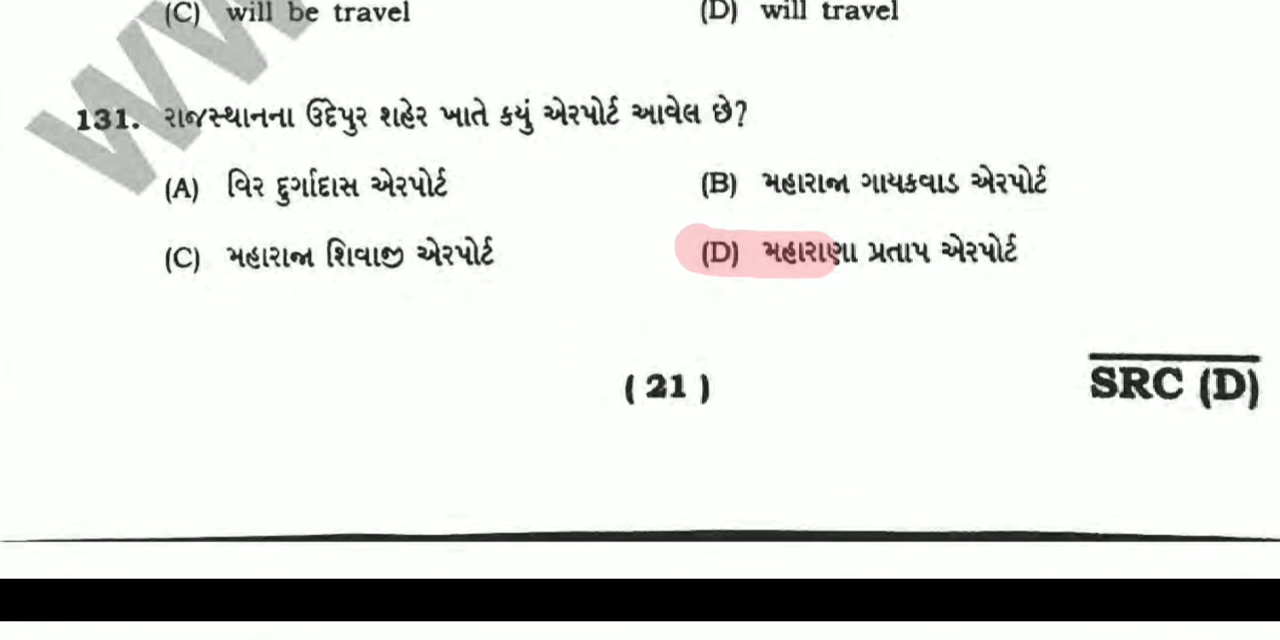 (C) will be travel (D) will travel
131. રાજસ્થાનના ઉદેપુર શહેર ખાતે કયું એરપોર્ટ આવેલ છે?
(A) વિર દુર્ગાદાસ એરપોર્ટ (B) મહારાજા ગાયકવાડ એરપોર્ટ
(C) મહારાજા શિવાજી એરપોર્ટ (D) મહારાણા પ્રતાપ એરપોર્ટ
( 21 )
SRC (D)